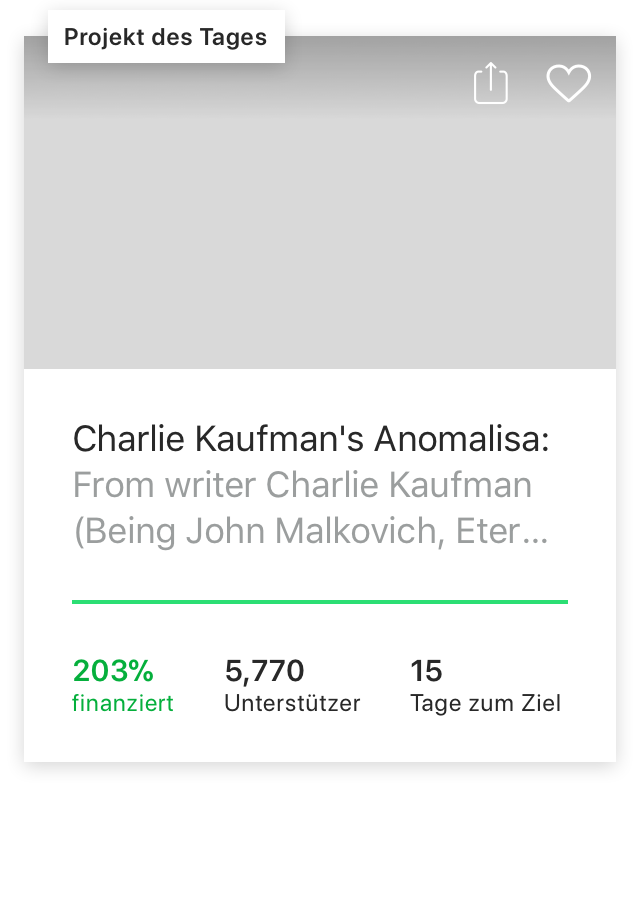 Projekt des Tages
Charlie Kaufman's Anomalisa:
From writer Charlie Kaufman
(Being John Malkovich, Eter...
203% 5,770 15
finanziert Unterstützer Tage zum Ziel